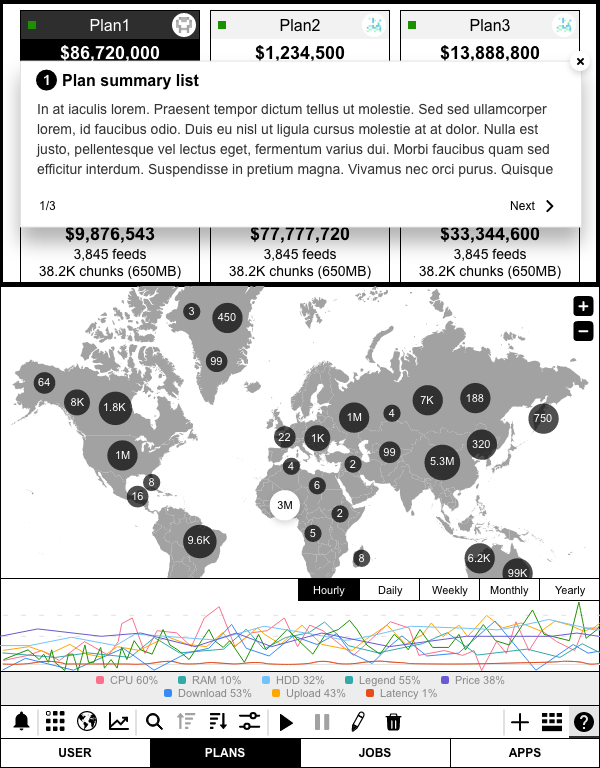 Plan1
Plan2
Plan3
$86,720,000
$1,234,500
$13,888,800
1 Plan summary list
In at iaculis lorem. Praesent tempor dictum tellus ut molestie. Sed sed ullamcorper
lorem, id faucibus odio. Duis eu nisl ut ligula cursus molestie at at dolor. Nulla est
justo, pellentesque vel lectus eget, fermentum varius dui. Morbi faucibus quam sed
efficitur interdum. Suspendisse in pretium magna. Vivamus nec orci purus. Quisque
1/3
Next
$9,876,543
$77,777,720
$33,344,600
3,845 feeds
3,845 feeds
3,845 feeds
38.2K chunks (650MB)
38.2K chunks (650MB)
38.2K chunks (650MB)
3
450
99
64
8K
1.8K
7K
188
1M
4
750
22
1K
320
1M
99
5.3M
4
2
8
6
16
3M
2
5
9.6K
8
6.2K
99K
Hourly
Daily
Weekly
Monthly
Yearly
CPU 60%
RAM 10%
HDD 32%
Legend 55%
Price 38%
Download 53%
Upload 43%
Latency 1%
USER
PLANS
JOBS
APPS